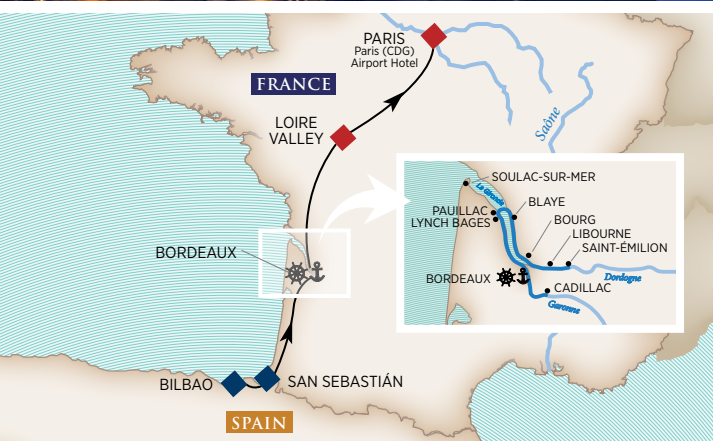 PARIS
Paris (CDG)
Airport Hotel
FRANCE
LOIRE
VALLEY
Saône
BORDEAUX
BILBAO
SAN SEBASTIÁN
SPAIN
SOULAC-SUR-MER
La Gironde
PAUILLAC
LYNCH BAGES
BLAYE
BOURG
LIBOURNE
SAINT-ÉMILION
BORDEAUX
Dordogne
CADILLAC
Garonne